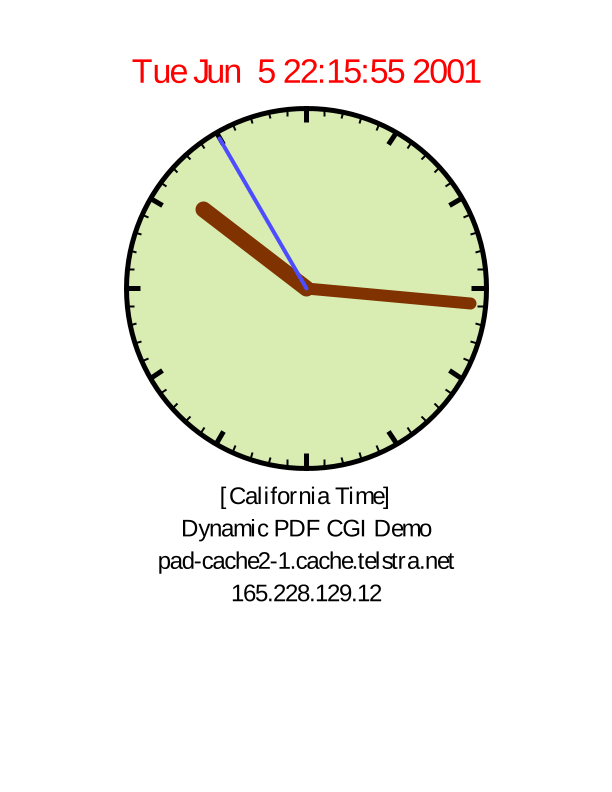 Tue Jun  5 22:15:55 2001
[California Time]
Dynamic PDF CGI Demo
pad-cache2-1.cache.telstra.net
165.228.129.12